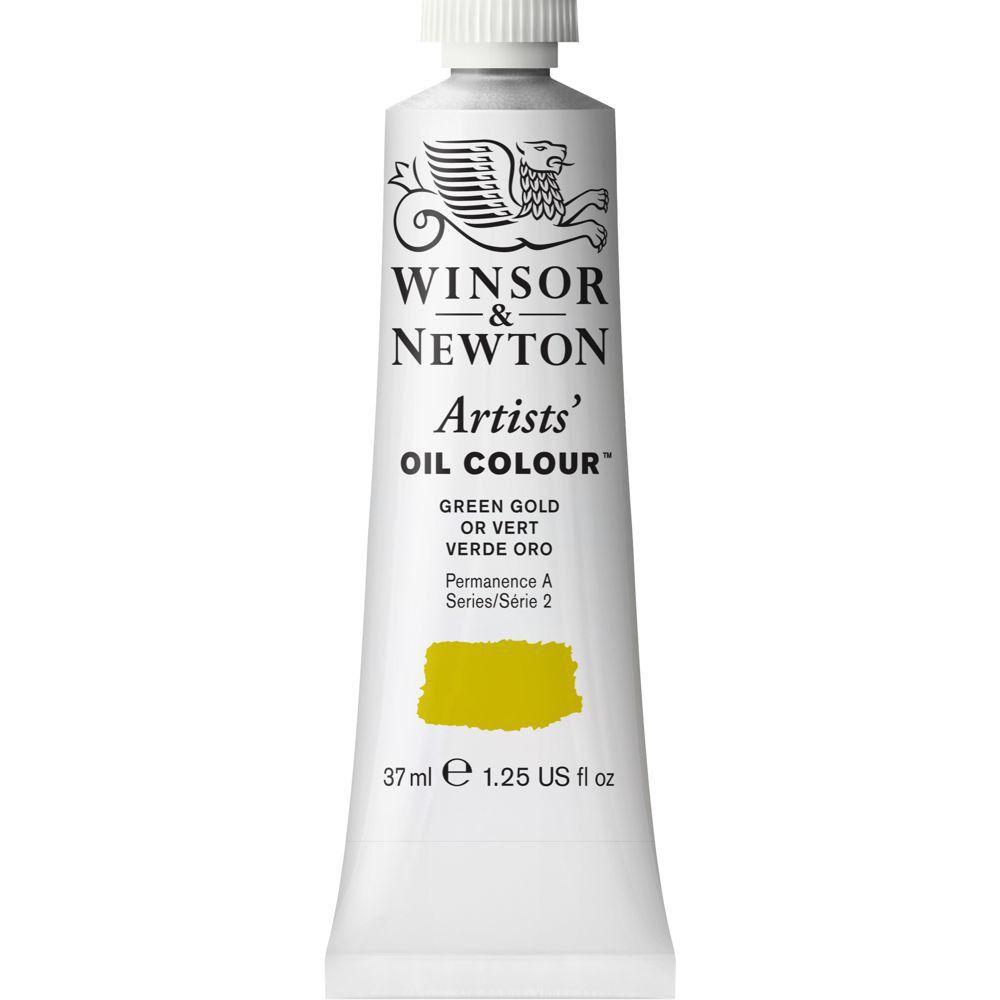 WINSOR
&
NEWTON
Artists'
OIL COLOUR™
GREEN GOLD
OR VERT
VERDE ORO
Permanence A
Series/Série 2
37 ml ℮ 1.25 US fl oz